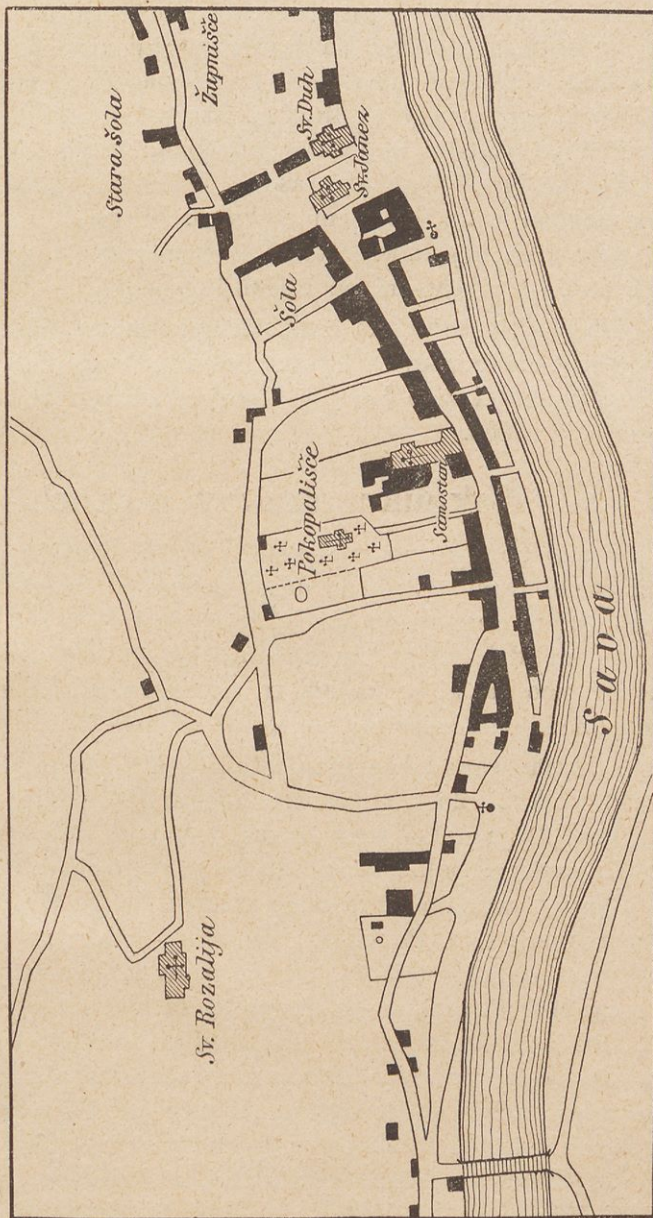 Stara šola
Župnišče
Sv. Duh
Sv. Janez
Šola
Pokopališče
Samostan
Sava
Sv. Rozalija